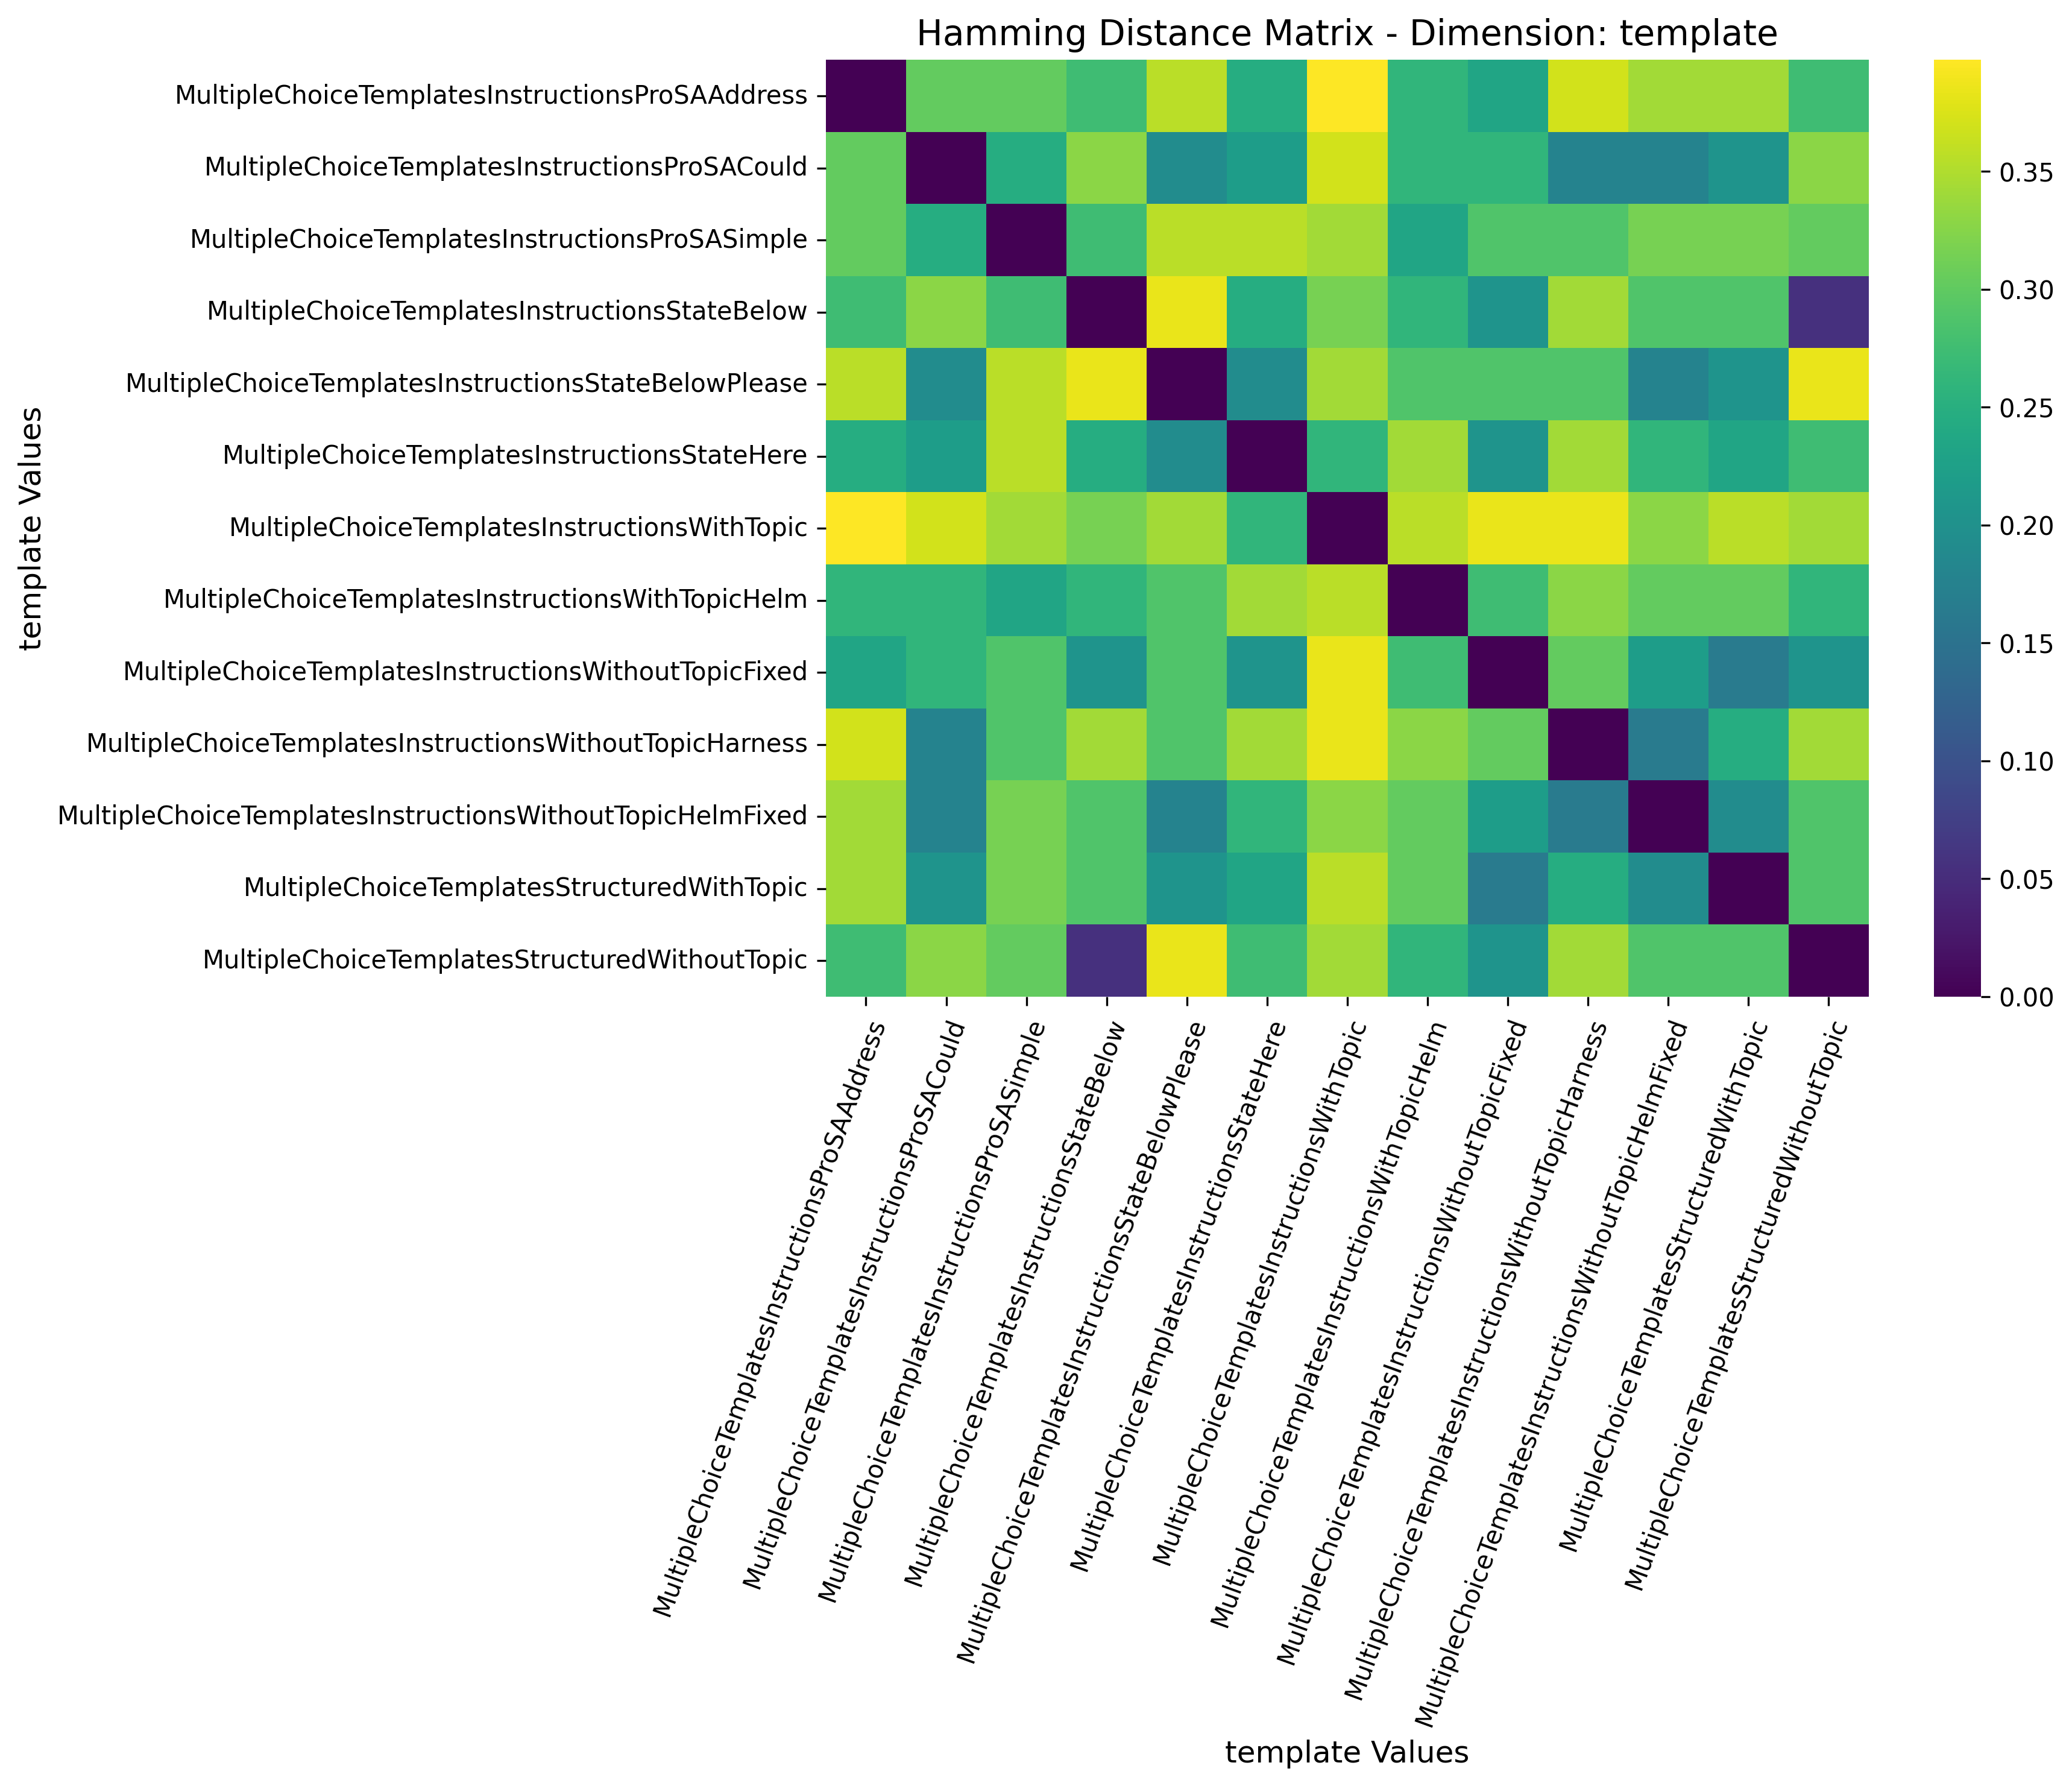 Hamming Distance Matrix - Dimension: template
template Values
MultipleChoiceTemplatesInstructionsProSAAddress
MultipleChoiceTemplatesInstructionsProSACould
MultipleChoiceTemplatesInstructionsProSASimple
MultipleChoiceTemplatesInstructionsStateBelow
MultipleChoiceTemplatesInstructionsStateBelowPlease
MultipleChoiceTemplatesInstructionsStateHere
MultipleChoiceTemplatesInstructionsWithTopic
MultipleChoiceTemplatesInstructionsWithTopicHelm
MultipleChoiceTemplatesInstructionsWithoutTopicFixed
MultipleChoiceTemplatesInstructionsWithoutTopicHarness
MultipleChoiceTemplatesInstructionsWithoutTopicHelmFixed
MultipleChoiceTemplatesStructuredWithTopic
MultipleChoiceTemplatesStructuredWithoutTopic
0.35
0.30
0.25
0.20
0.15
0.10
0.05
0.00
MultipleChoiceTemplatesInstructionsProSAAddress
MultipleChoiceTemplatesInstructionsProSACould
MultipleChoiceTemplatesInstructionsProSASimple
MultipleChoiceTemplatesInstructionsStateBelow
MultipleChoiceTemplatesInstructionsStateBelowPlease
MultipleChoiceTemplatesInstructionsStateHere
MultipleChoiceTemplatesInstructionsWithTopic
MultipleChoiceTemplatesInstructionsWithTopicHelm
MultipleChoiceTemplatesInstructionsWithoutTopicFixed
MultipleChoiceTemplatesInstructionsWithoutTopicHarness
MultipleChoiceTemplatesInstructionsWithoutTopicHelmFixed
MultipleChoiceTemplatesStructuredWithTopic
MultipleChoiceTemplatesStructuredWithoutTopic
template Values